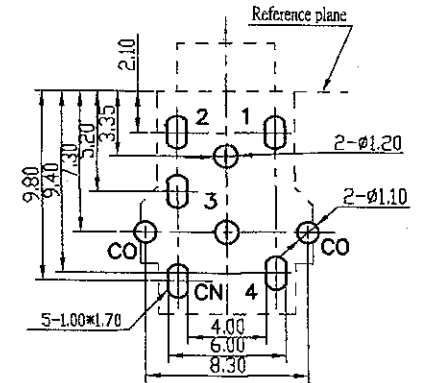 Reference plane
2.10
2 1
3.35
5.20
7.30
9.40
9.80
2-Ø1.20
3
2-Ø1.10
CO
CO
CN 4
5-1.00*1.70
4.00
6.00
8.30